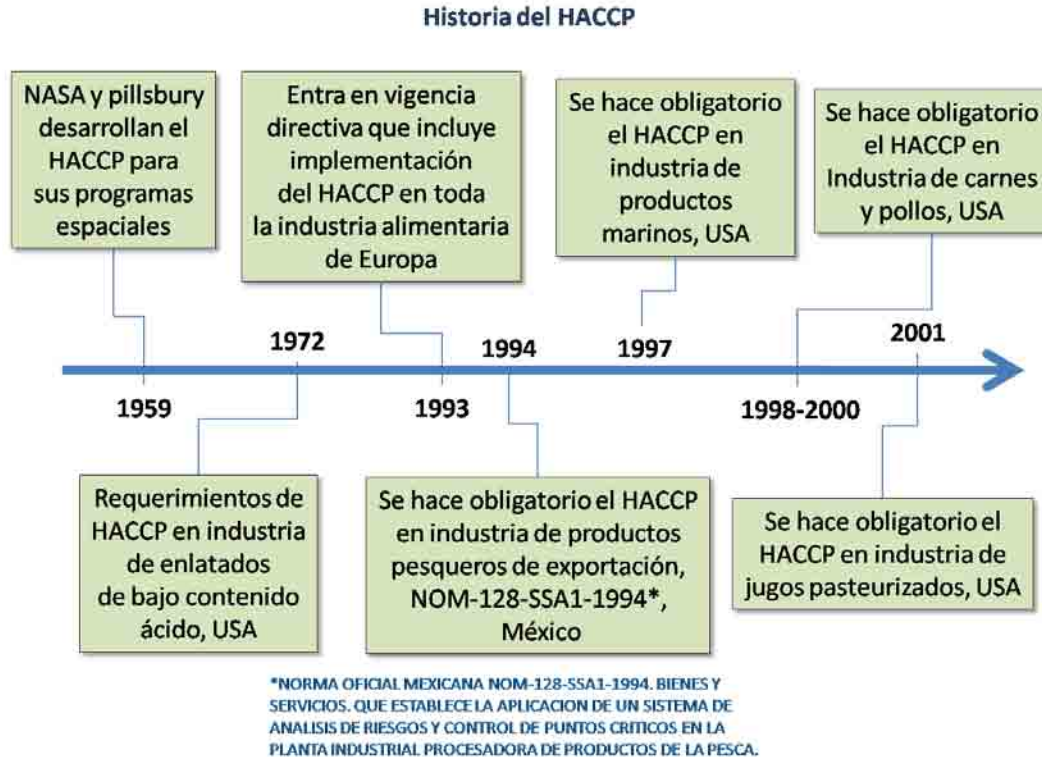 Historia del HACCP
NASA y pillsbury
desarrollan el
HACCP para
sus programas
espaciales
Entra en vigencia
directiva que incluye
implementación
del HACCP en toda
la industria alimentaria
de Europa
Se hace obligatorio
el HACCP en
industria de
productos
marinos, USA
Se hace obligatorio
el HACCP en
Industria de carnes
y pollos, USA
1972
1994
1997
2001
1959
1993
1998-2000
Requerimientos de
HACCP en industria
de enlatados
de bajo contenido
ácido, USA
Se hace obligatorio el HACCP
en industria de productos
pesqueros de exportación,
NOM-128-SSA1-1994*,
México
Se hace obligatorio el
HACCP en industria de
jugos pasteurizados, USA
*NORMA OFICIAL MEXICANA NOM-128-SSA1-1994. BIENES Y
SERVICIOS. QUE ESTABLECE LA APLICACION DE UN SISTEMA DE
ANALISIS DE RIESGOS Y CONTROL DE PUNTOS CRITICOS EN LA
PLANTA INDUSTRIAL PROCESADORA DE PRODUCTOS DE LA PESCA.